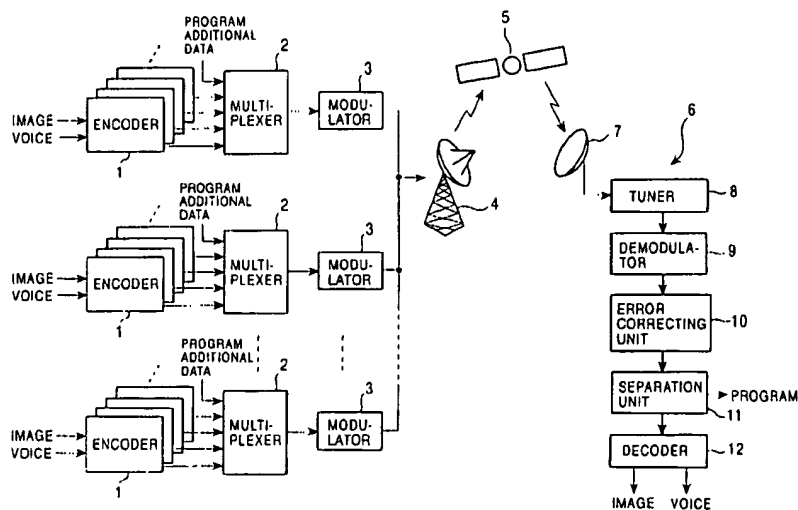 PROGRAM
ADDITIONAL
DATA
2
3
IMAGE
VOICE
ENCODER
MULTI-
PLEXER
MODU-
LATOR
1
PROGRAM
ADDITIONAL
DATA
2
3
IMAGE
VOICE
ENCODER
MULTI-
PLEXER
MODU-
LATOR
1
PROGRAM
ADDITIONAL
DATA
2
3
IMAGE
VOICE
ENCODER
MULTI-
PLEXER
MODU-
LATOR
1
4
5
7
6
TUNER
8
DEMODULA-
TOR
9
ERROR
CORRECTING
UNIT
10
SEPARATION
UNIT
PROGRAM
11
DECODER
12
IMAGE VOICE